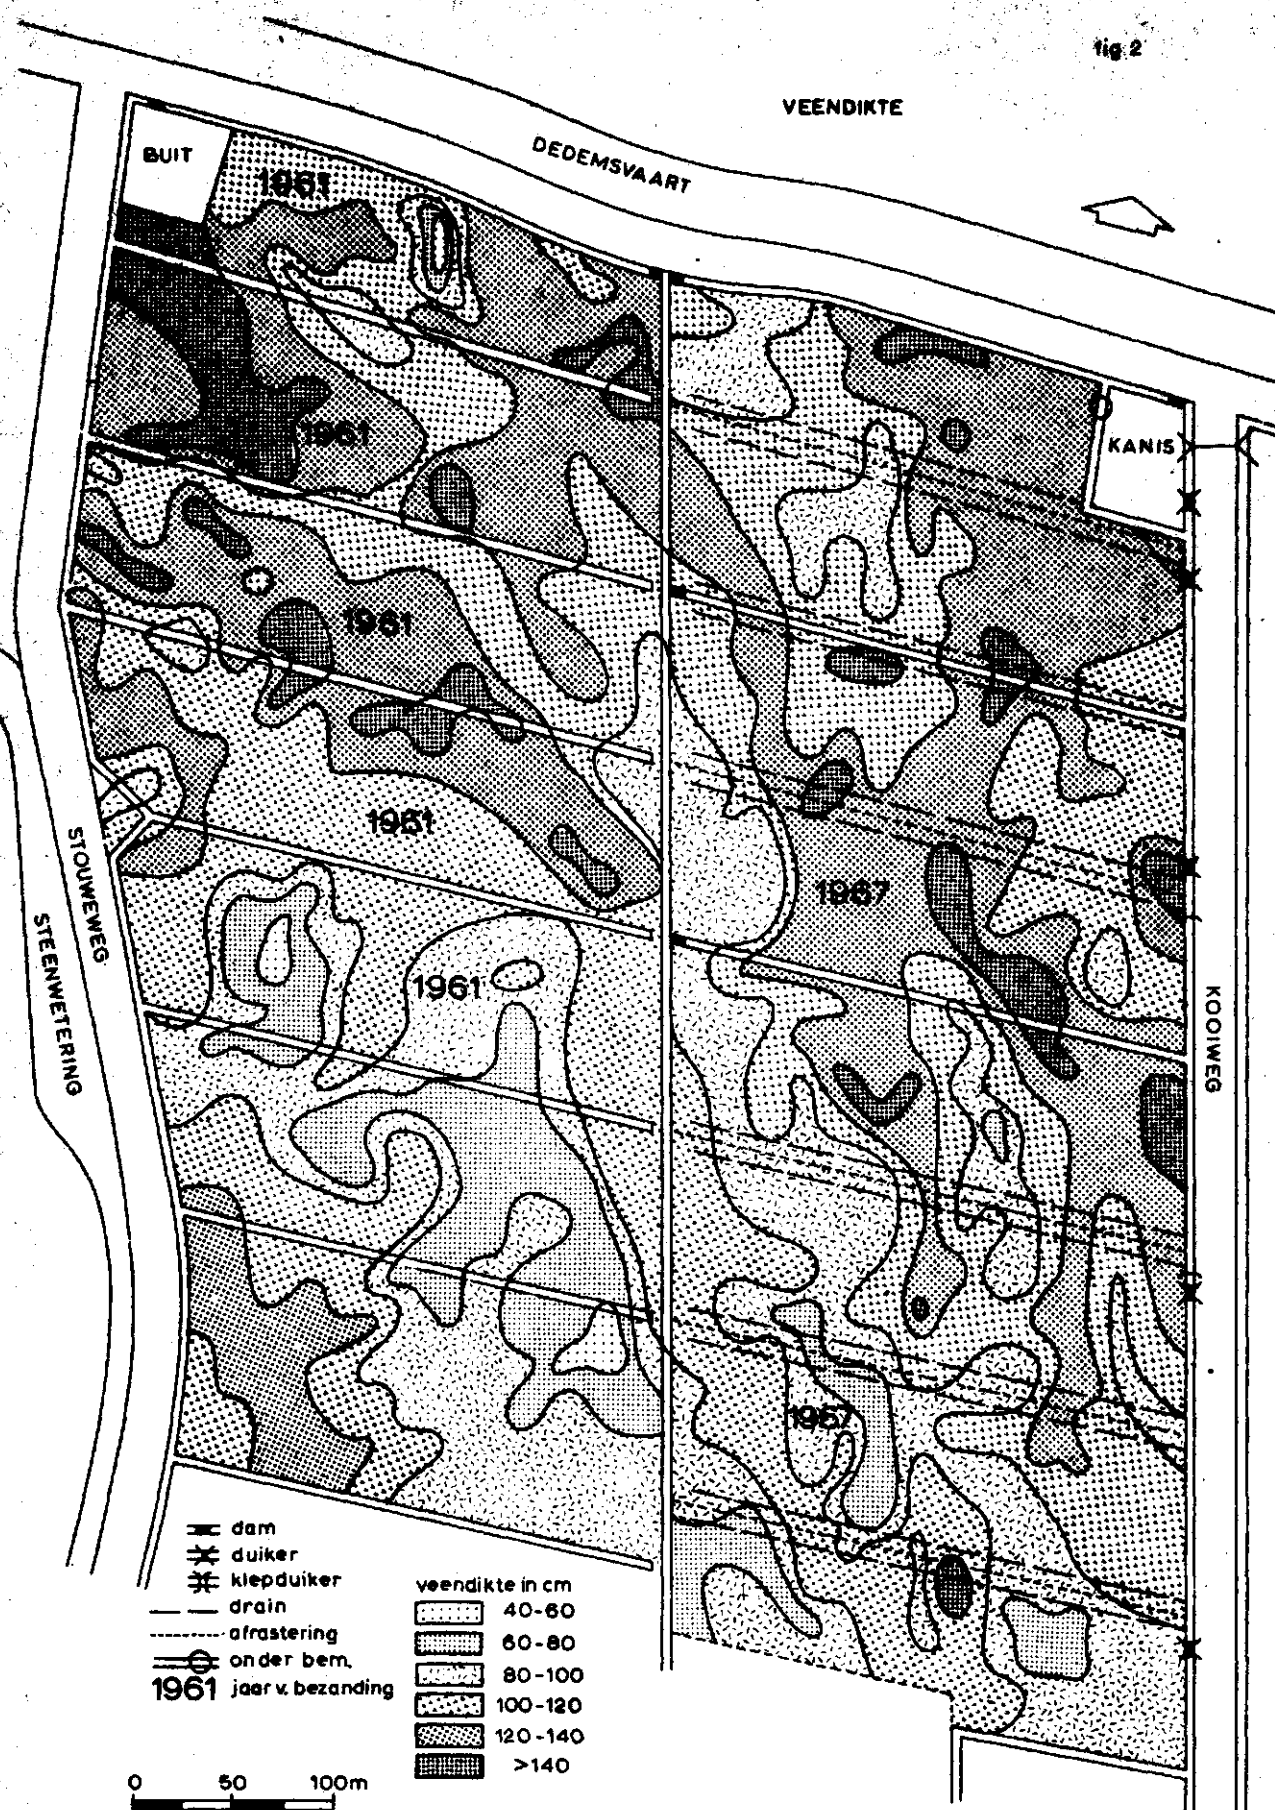 fig 2
VEENDIKTE
DEDEMSVAART
BUIT
1961
KANIS
1961
1961
1961
1967
1961
STOUWEWEG
STEENWETERING
KOOIWEG
1967
dam
duiker
klepduiker
drain
afrastering
onder bem.
1961 jaar v. bezanding
veendikte in cm
40-60
60-80
80-100
100-120
120-140
>140
0 50 100m